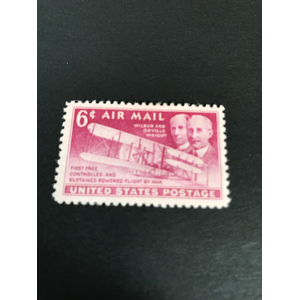 6¢ AIR MAIL
WILBUR AND
ORVILLE
WRIGHT
FIRST FREE
CONTROLLED AND
SUSTAINED POWERED FLIGHT BY MAN
UNITED STATES POSTAGE